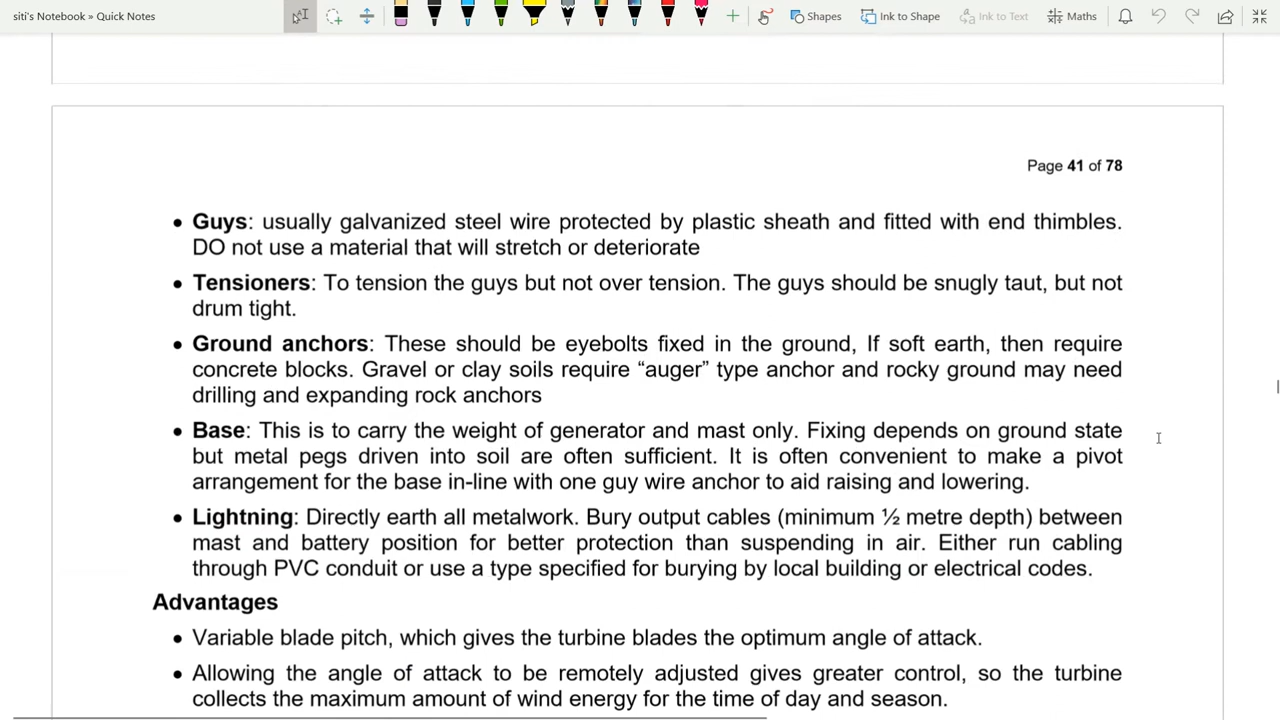 siti's Notebook » Quick Notes
Shapes
Ink to Shape
Ink to Text
Maths
Page 41 of 78
• Guys: usually galvanized steel wire protected by plastic sheath and fitted with end thimbles.
DO not use a material that will stretch or deteriorate
• Tensioners: To tension the guys but not over tension. The guys should be snugly taut, but not
drum tight.
• Ground anchors: These should be eyebolts fixed in the ground, If soft earth, then require
concrete blocks. Gravel or clay soils require “auger” type anchor and rocky ground may need
drilling and expanding rock anchors
• Base: This is to carry the weight of generator and mast only. Fixing depends on ground state
but metal pegs driven into soil are often sufficient. It is often convenient to make a pivot
arrangement for the base in-line with one guy wire anchor to aid raising and lowering.
• Lightning: Directly earth all metalwork. Bury output cables (minimum ½ metre depth) between
mast and battery position for better protection than suspending in air. Either run cabling
through PVC conduit or use a type specified for burying by local building or electrical codes.
Advantages
• Variable blade pitch, which gives the turbine blades the optimum angle of attack.
• Allowing the angle of attack to be remotely adjusted gives greater control, so the turbine
collects the maximum amount of wind energy for the time of day and season.